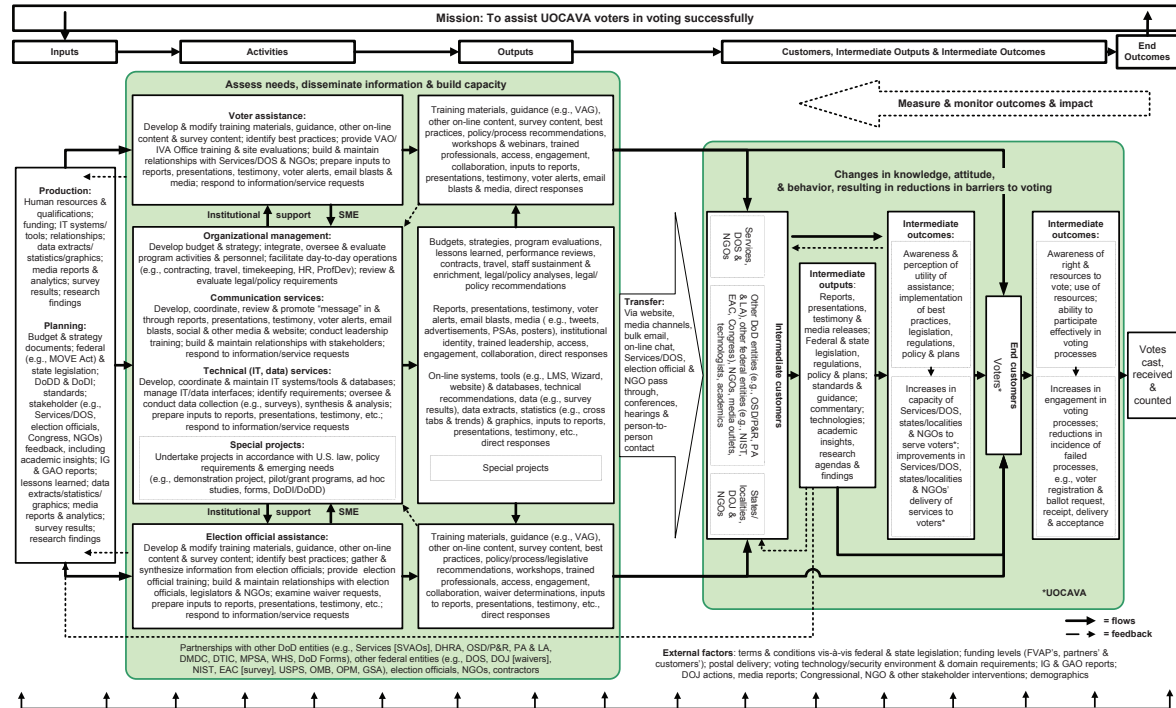 Mission: To assist UOCAVA voters in voting successfully
Inputs
Activities
Outputs
Customers, Intermediate Outputs & Intermediate Outcomes
End
Outcomes
Assess needs, disseminate information & build capacity
Measure & monitor outcomes & impact
Production:
Human resources &
qualifications;
funding; IT systems/
tools; relationships;
data extracts/
statistics/graphics;
media reports &
analytics; survey
results; research
findings
Planning:
Budget & strategy
documents; federal
(e.g., MOVE Act) &
state legislation;
DoDD & DoDI;
standards;
stakeholder (e.g.,
Services/DOS,
election officials,
Congress, NGOs)
feedback, including
academic insights; IG
& GAO reports;
lessons learned; data
extracts/statistics/
graphics; media
reports & analytics;
survey results;
research findings
Voter assistance:
Develop & modify training materials, guidance, other on-line
content & survey content; identify best practices; provide VAO/
IVA Office training & site evaluations; build & maintain
relationships with Services/DOS & NGOs; prepare inputs to
reports, presentations, testimony, voter alerts, email blasts &
media; respond to information/service requests
Institutional support SME
Organizational management:
Develop budget & strategy; integrate, oversee & evaluate
program activities & personnel; facilitate day-to-day operations
(e.g., contracting, travel, timekeeping, HR, ProfDev); review &
evaluate legal/policy requirements
Communication services:
Develop, coordinate, review & promote “message” in &
through reports, presentations, testimony, voter alerts, email
blasts, social & other media & website; conduct leadership
training; build & maintain relationships with stakeholders;
respond to information/service requests
Technical (IT, data) services:
Develop, coordinate & maintain IT systems/tools & databases;
manage IT/data interfaces; identify requirements; oversee &
conduct data collection (e.g., surveys), synthesis & analysis;
prepare inputs to reports, presentations, testimony, etc.;
respond to information/service requests
Special projects:
Undertake projects in accordance with U.S. law, policy
requirements & emerging needs
(e.g., demonstration project, pilot/grant programs, ad hoc
studies, forms, DoDI/DoDD)
Institutional support SME
Election official assistance:
Develop & modify training materials, guidance, other on-line
content & survey content; identify best practices; gather &
synthesize information from election officials; provide election
official training; build & maintain relationships with election
officials, legislators & NGOs; examine waiver requests,
prepare inputs to reports, presentations, testimony, etc.;
respond to information/service requests
Training materials, guidance (e.g., VAG),
other online content, survey content, best
practices, policy/process recommendations,
workshops & webinars, trained
professionals, access, engagement,
collaboration, inputs to reports,
presentations, testimony, voter alerts, email
blasts & media, direct responses
Budgets, strategies, program evaluations,
lessons learned, performance reviews,
contracts, travel, staff sustainment &
enrichment, legal/policy analyses, legal/
policy recommendations
Reports, presentations, testimony, voter
alerts, email blasts, media ( e.g., tweets,
advertisements, PSAs, posters), institutional
identity, trained leadership, access,
engagement, collaboration, direct responses
On-line systems, tools (e.g., LMS, Wizard,
website) & databases, technical
recommendations, data (e.g., survey
results), data extracts, statistics (e.g., cross
tabs & trends) & graphics, inputs to reports,
presentations, testimony, etc.,
direct responses
Special projects
Training materials, guidance (e.g., VAG),
other on-line content, survey content, best
practices, policy/process/legislative
recommendations, workshops, trained
professionals, access, engagement,
collaboration, waiver determinations, inputs
to reports, presentations, testimony, etc.,
direct responses
Partnerships with other DoD entities (e.g., Services [SVAOs], DHRA, OSD/P&R, PA & LA,
DMDC, DTIC, MPSA, WHS, DoD Forms), other federal entities (e.g., DOS, DOJ [waivers],
NIST, EAC [survey], USPS, OMB, OPM, GSA), election officials, NGOs, contractors
Transfer:
Via website,
media channels,
bulk email,
on-line chat,
Services/DOS,
election official &
NGO pass
through,
conferences,
hearings &
person-to-
person
contact
Changes in knowledge, attitude,
& behavior, resulting in reductions in barriers to voting
Services,
DOS &
NGOs
Other DoD entities (e.g., OSD/P&R, PA
& LA), other federal entities (e.g., NIST,
EAC, Congress), NGOs, media outlets,
technologists, academics
States/
localities,
DOJ &
NGOs
Intermediate customers
Intermediate
outputs:
Reports,
presentations,
testimony &
media releases;
Federal & state
legislation,
regulations,
policy & plans;
standards &
guidance;
commentary;
technologies;
academic
insights,
research
agendas &
findings
Intermediate
outcomes:
Awareness &
perception of
utility of
assistance;
implementation
of best
practices,
legislation,
regulations,
policy & plans
Increases in
capacity of
Services/DOS,
states/localities
& NGOs to
serve voters*;
improvements in
Services/DOS,
states/localities
& NGOs’
delivery of
services to
voters*
End customers
Voters*
Intermediate
outcomes:
Awareness of
right &
resources to
vote; use of
resources;
ability to
participate
effectively in
voting
processes
Increases in
engagement in
voting
processes;
reductions in
incidence of
failed processes,
e.g., voter
registration &
ballot request,
receipt, delivery
& acceptance
Votes
cast,
received &
counted
*UOCAVA
= flows
= feedback
External factors: terms & conditions vis-à-vis federal & state legislation; funding levels (FVAP’s, partners’ &
customers’); postal delivery; voting technology/security environment & domain requirements; IG & GAO reports;
DOJ actions, media reports; Congressional, NGO & other stakeholder interventions; demographics